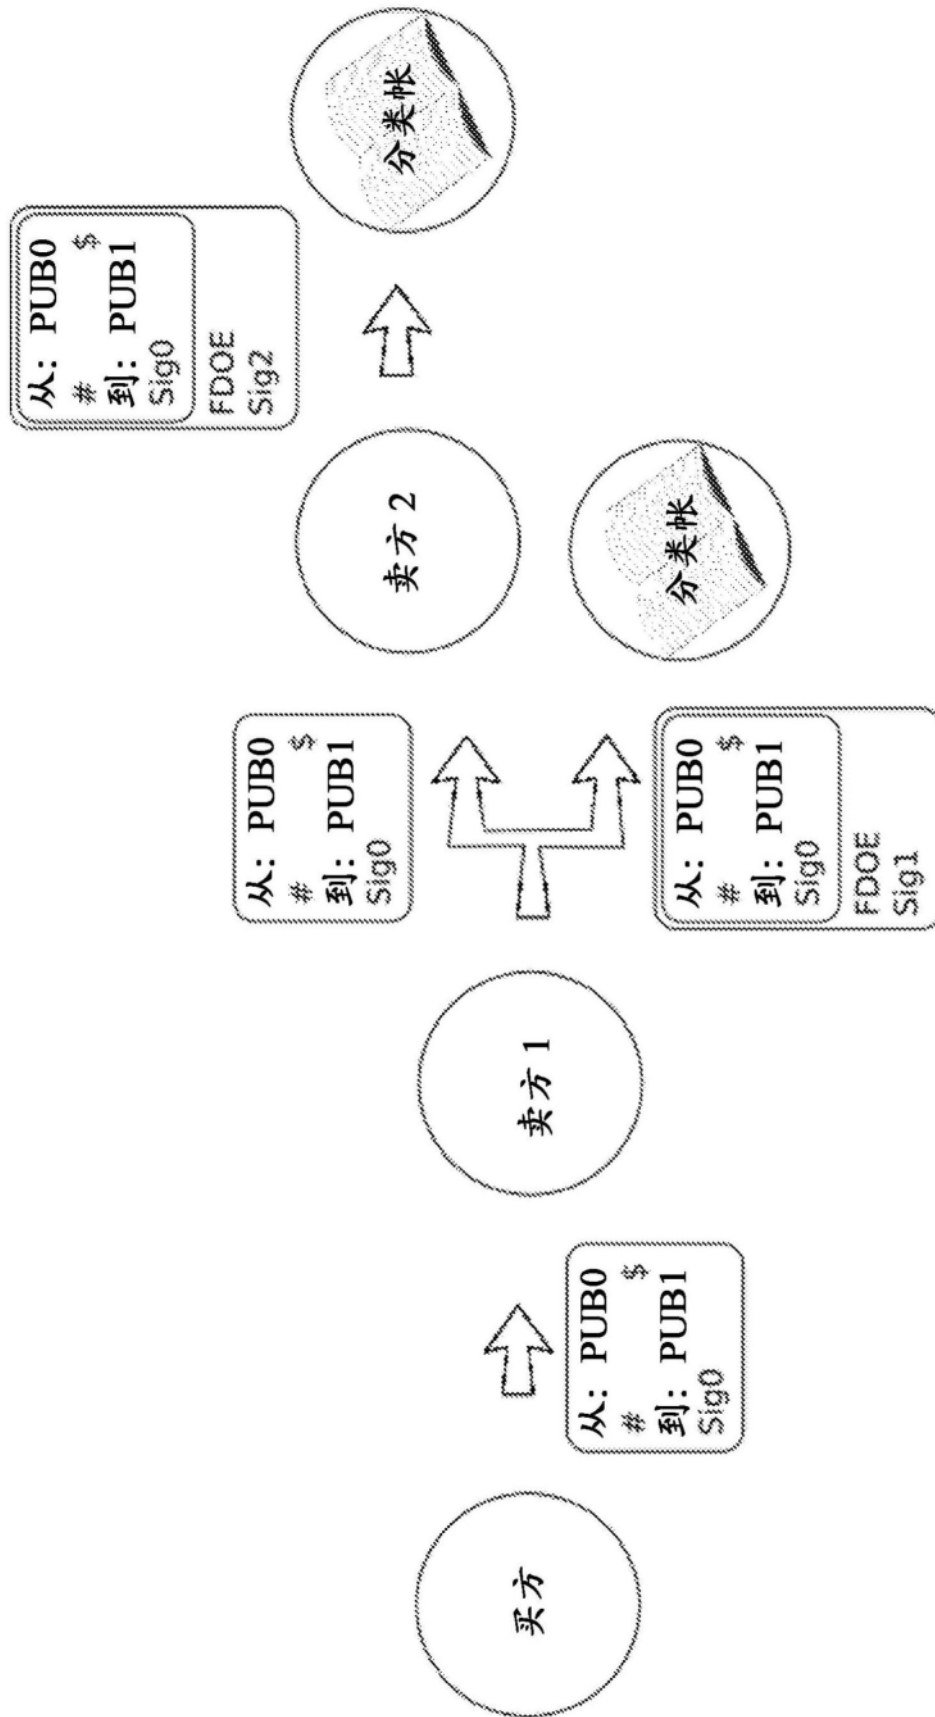 买方
从: PUB0
# $
到: PUB1
Sig0
卖方 1
从: PUB0
# $
到: PUB1
Sig0
从: PUB0
# $
到: PUB1
Sig0
FDOE
Sig1
卖方 2
分类帐
从: PUB0
# $
到: PUB1
Sig0
FDOE
Sig2
分类帐